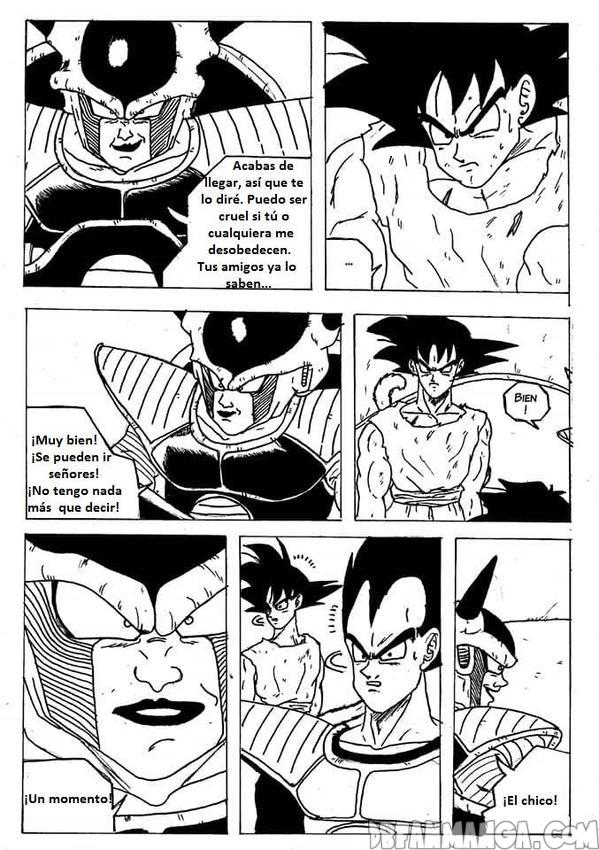 Acabas de
llegar, así que te
lo diré. Puedo ser
cruel si tú o
cualquiera me
desobedecen.
Tus amigos ya lo
saben...
...
¡Muy bien!
¡Se pueden ir
señores!
¡No tengo nada
más que decir!
BIEN
!
¡Un momento!
¡El chico!
DBFANMANGA.COM